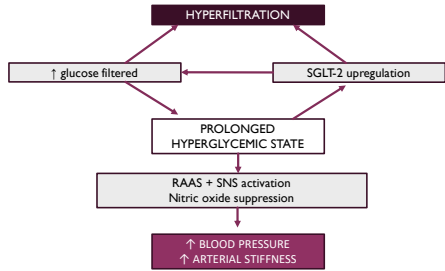 HYPERFILTRATION
↑ glucose filtered
SGLT-2 upregulation
PROLONGED
HYPERGLYCEMIC STATE
RAAS + SNS activation
Nitric oxide suppression
↑ BLOOD PRESSURE
↑ ARTERIAL STIFFNESS